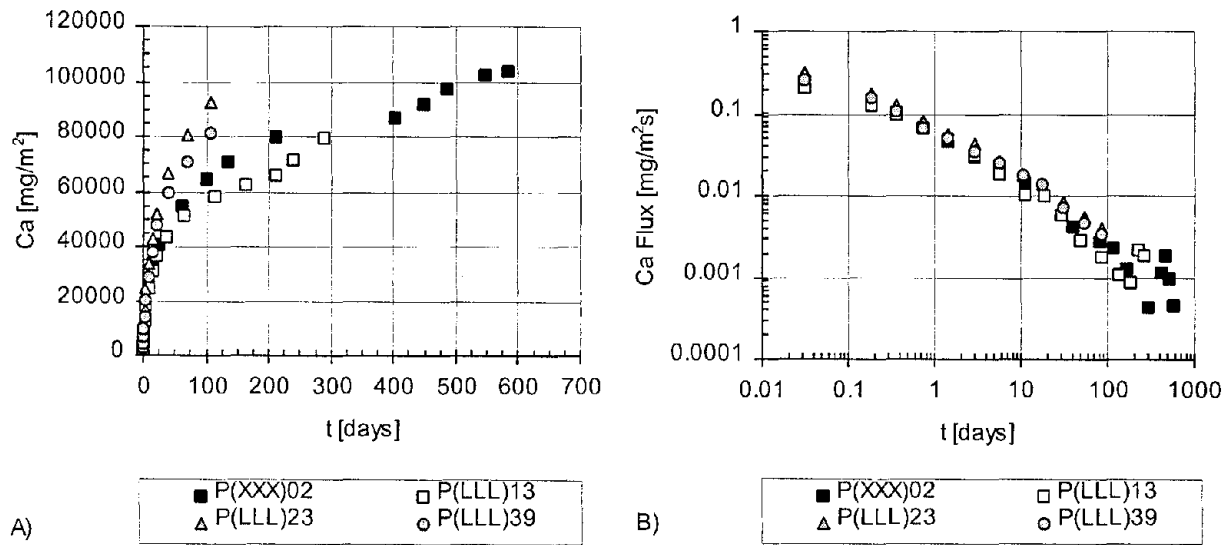 120000
100000
80000
60000
40000
20000
0
Ca [mg/m²]
0 100 200 300 400 500 600 700
t [days]
P(XXX)02 P(LLL)13
P(LLL)23 P(LLL)39
A)
1
0.1
0.01
0.001
0.0001
Ca Flux [mg/m²s]
0.01 0.1 1 10 100 1000
t [days]
P(XXX)02 P(LLL)13
P(LLL)23 P(LLL)39
B)